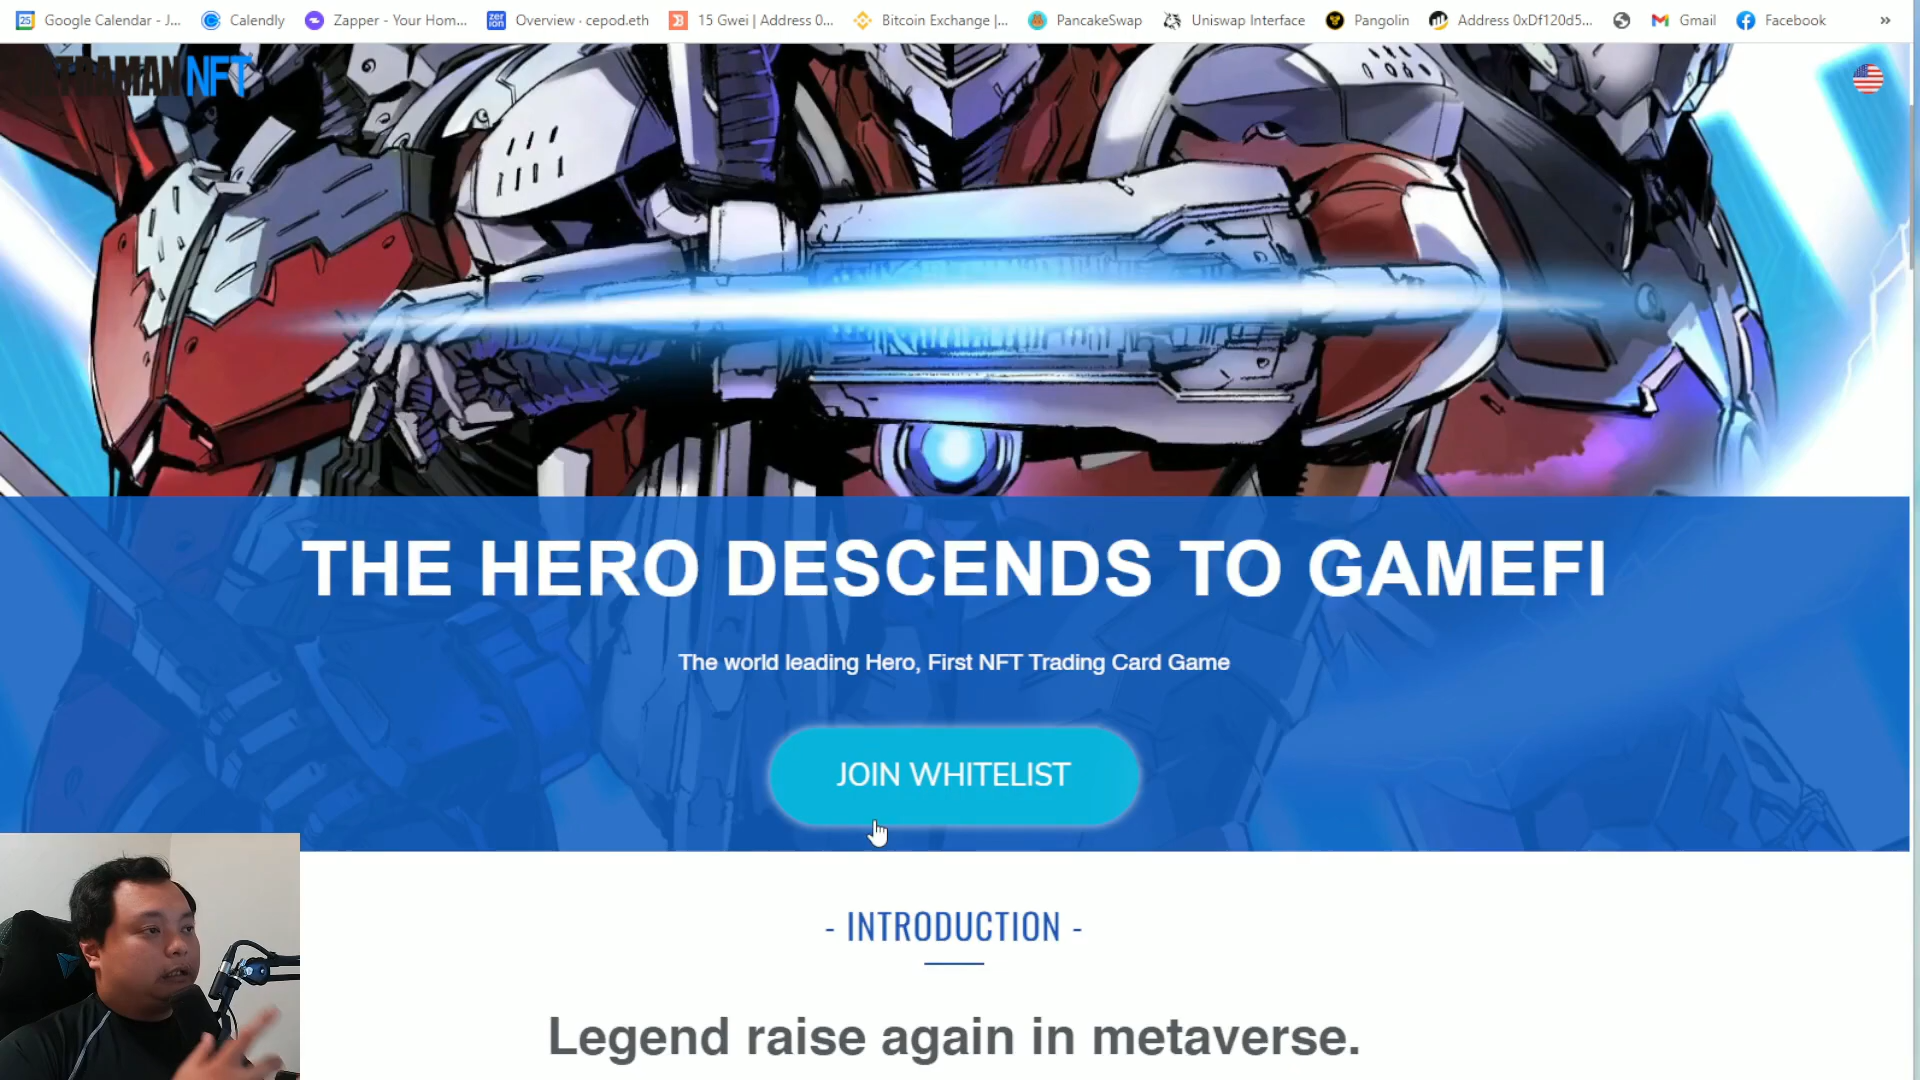 Google Calendar - J...
Calendly
Zapper - Your Hom...
Overview · cepod.eth
15 Gwei | Address 0...
Bitcoin Exchange |...
PancakeSwap
Uniswap Interface
Pangolin
Address 0xDf120d5...
Gmail
Facebook
»
NFT
THE HERO DESCENDS TO GAMEFI
The world leading Hero, First NFT Trading Card Game
JOIN WHITELIST
- INTRODUCTION -
Legend raise again in metaverse.